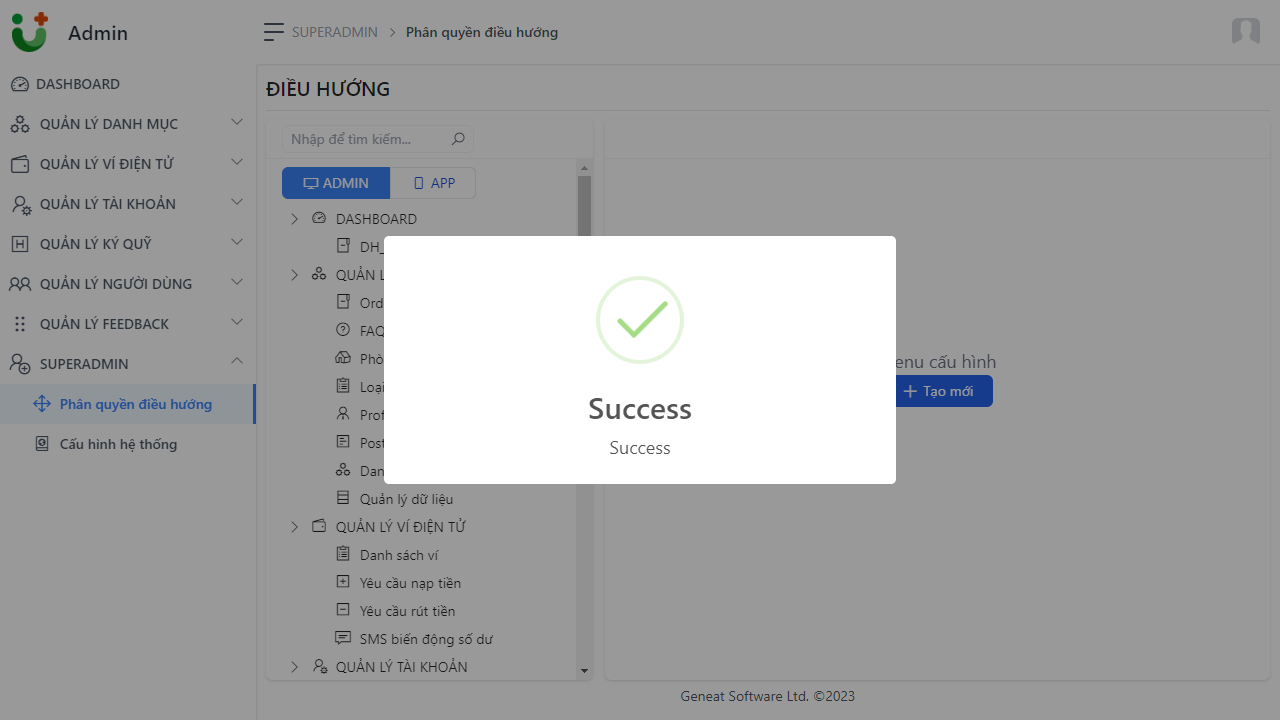 Admin
SUPERADMIN
Phân quyền điều hướng
DASHBOARD
QUẢN LÝ DANH MỤC
QUẢN LÝ VÍ ĐIỆN TỬ
QUẢN LÝ TÀI KHOẢN
QUẢN LÝ KÝ QUỸ
QUẢN LÝ NGƯỜI DÙNG
QUẢN LÝ FEEDBACK
SUPERADMIN
Phân quyền điều hướng
Cấu hình hệ thống
ĐIỀU HƯỚNG
Nhập để tìm kiếm...
ADMIN
APP
DASHBOARD
DH_
QUẢN L
Ord
FAQ
Phò
Loại
Prof
Post
Dan
Quản lý dữ liệu
QUẢN LÝ VÍ ĐIỆN TỬ
Danh sách ví
Yêu cầu nạp tiền
Yêu cầu rút tiền
SMS biến động số dư
QUẢN LÝ TÀI KHOẢN
enu cấu hình
Tạo mới
Success
Success
Geneat Software Ltd. ©2023